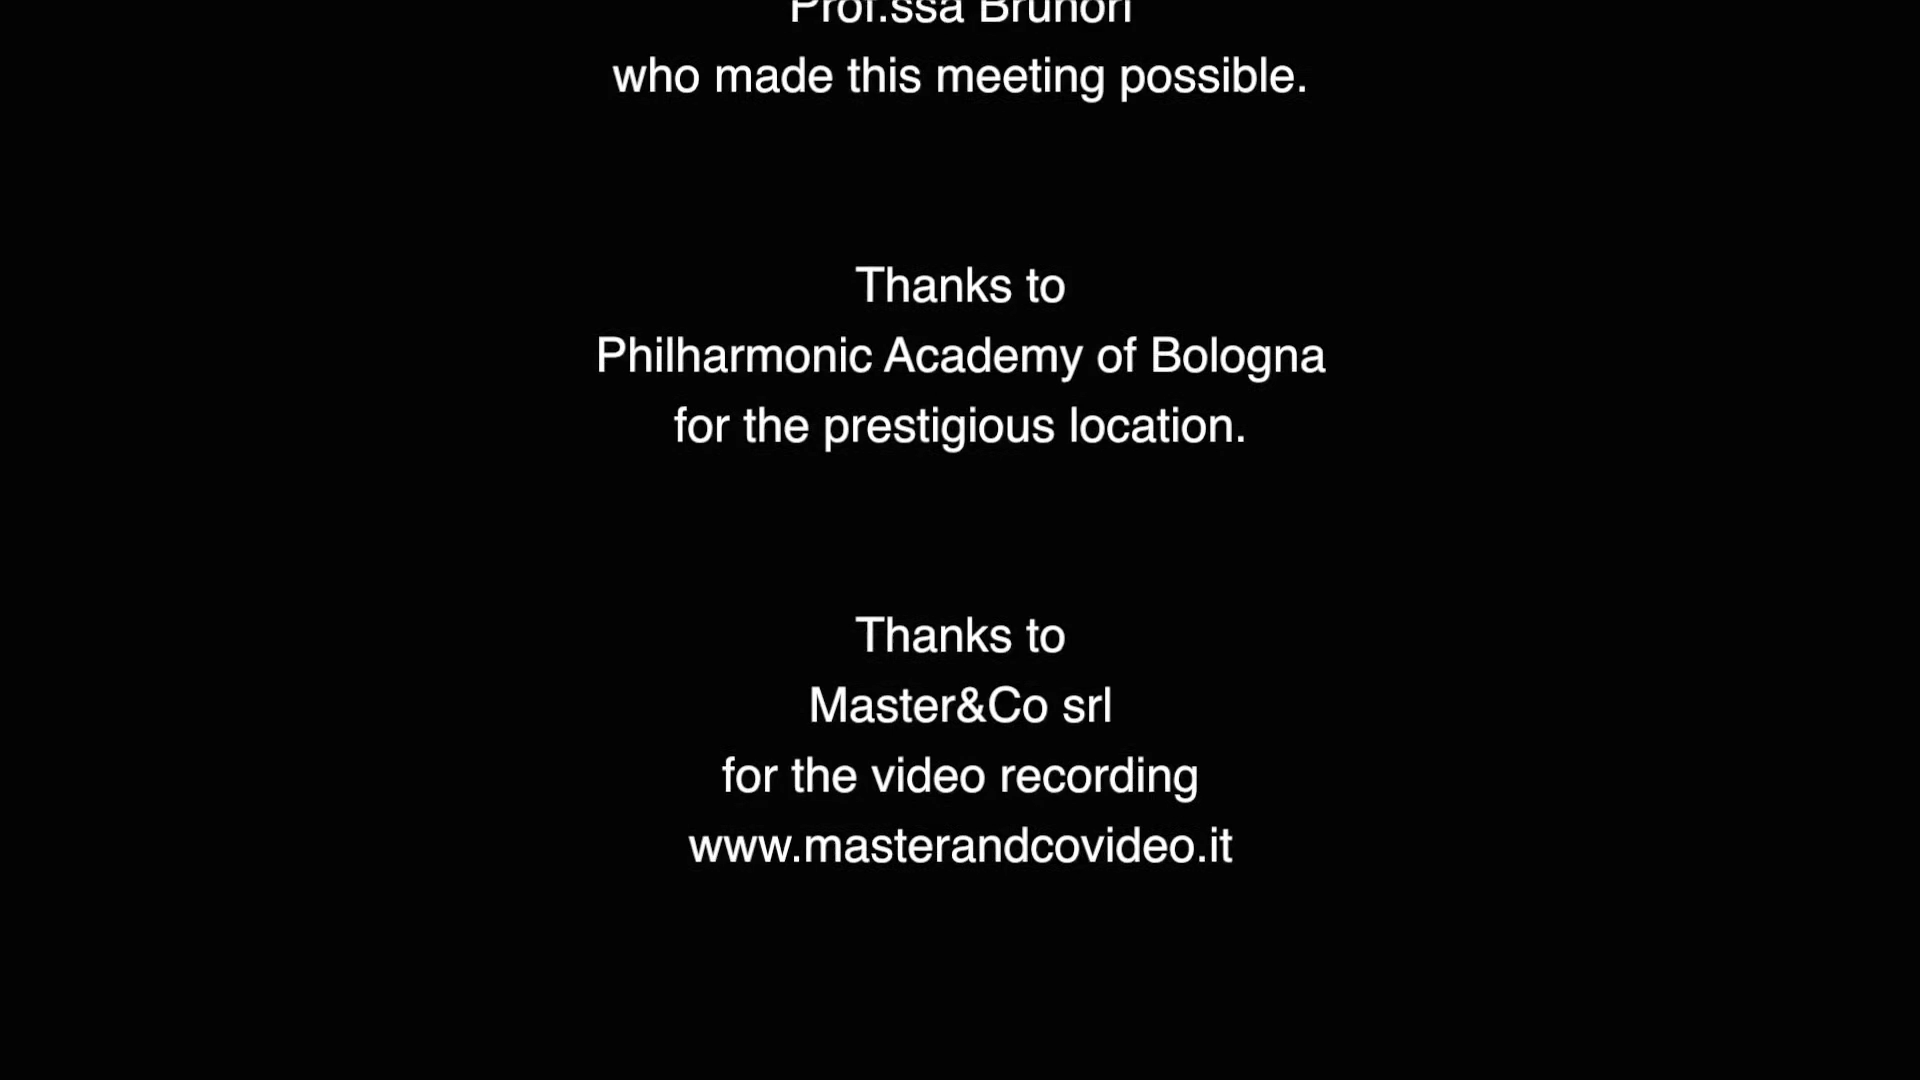 Prof.ssa Brunori
who made this meeting possible.
Thanks to
Philharmonic Academy of Bologna
for the prestigious location.
Thanks to
Master&Co srl
for the video recording
www.masterandcovideo.it